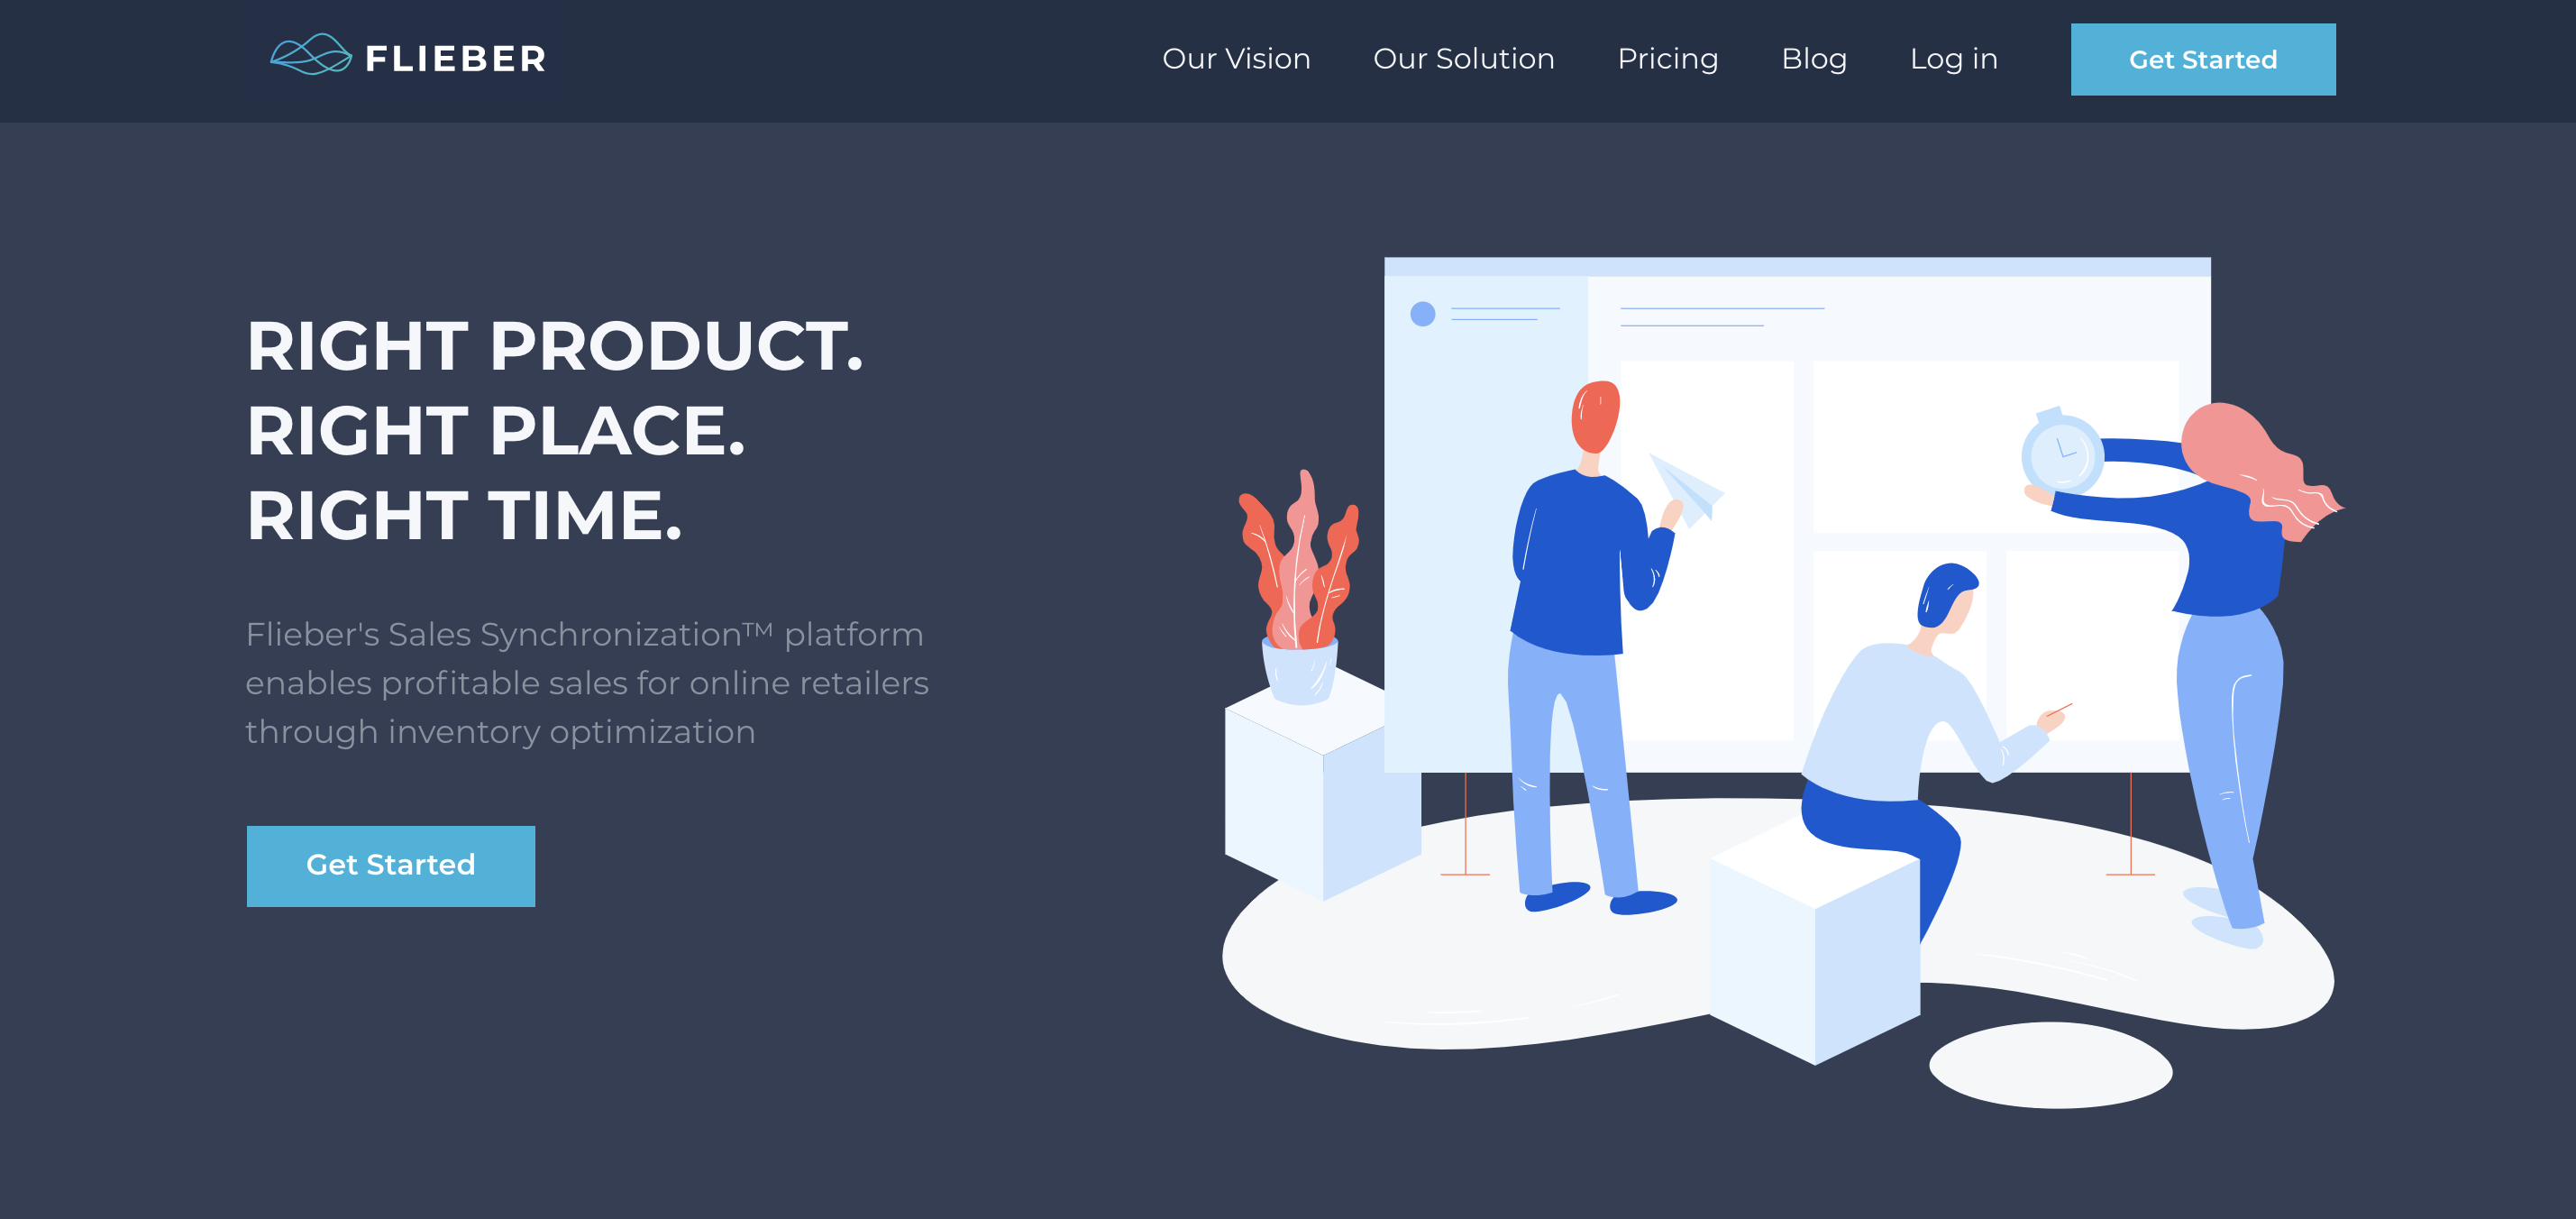 FLIEBER
Our Vision
Our Solution
Pricing
Blog
Log in
Get Started
RIGHT PRODUCT.
RIGHT PLACE.
RIGHT TIME.
Flieber's Sales Synchronization™ platform
enables profitable sales for online retailers
through inventory optimization
Get Started